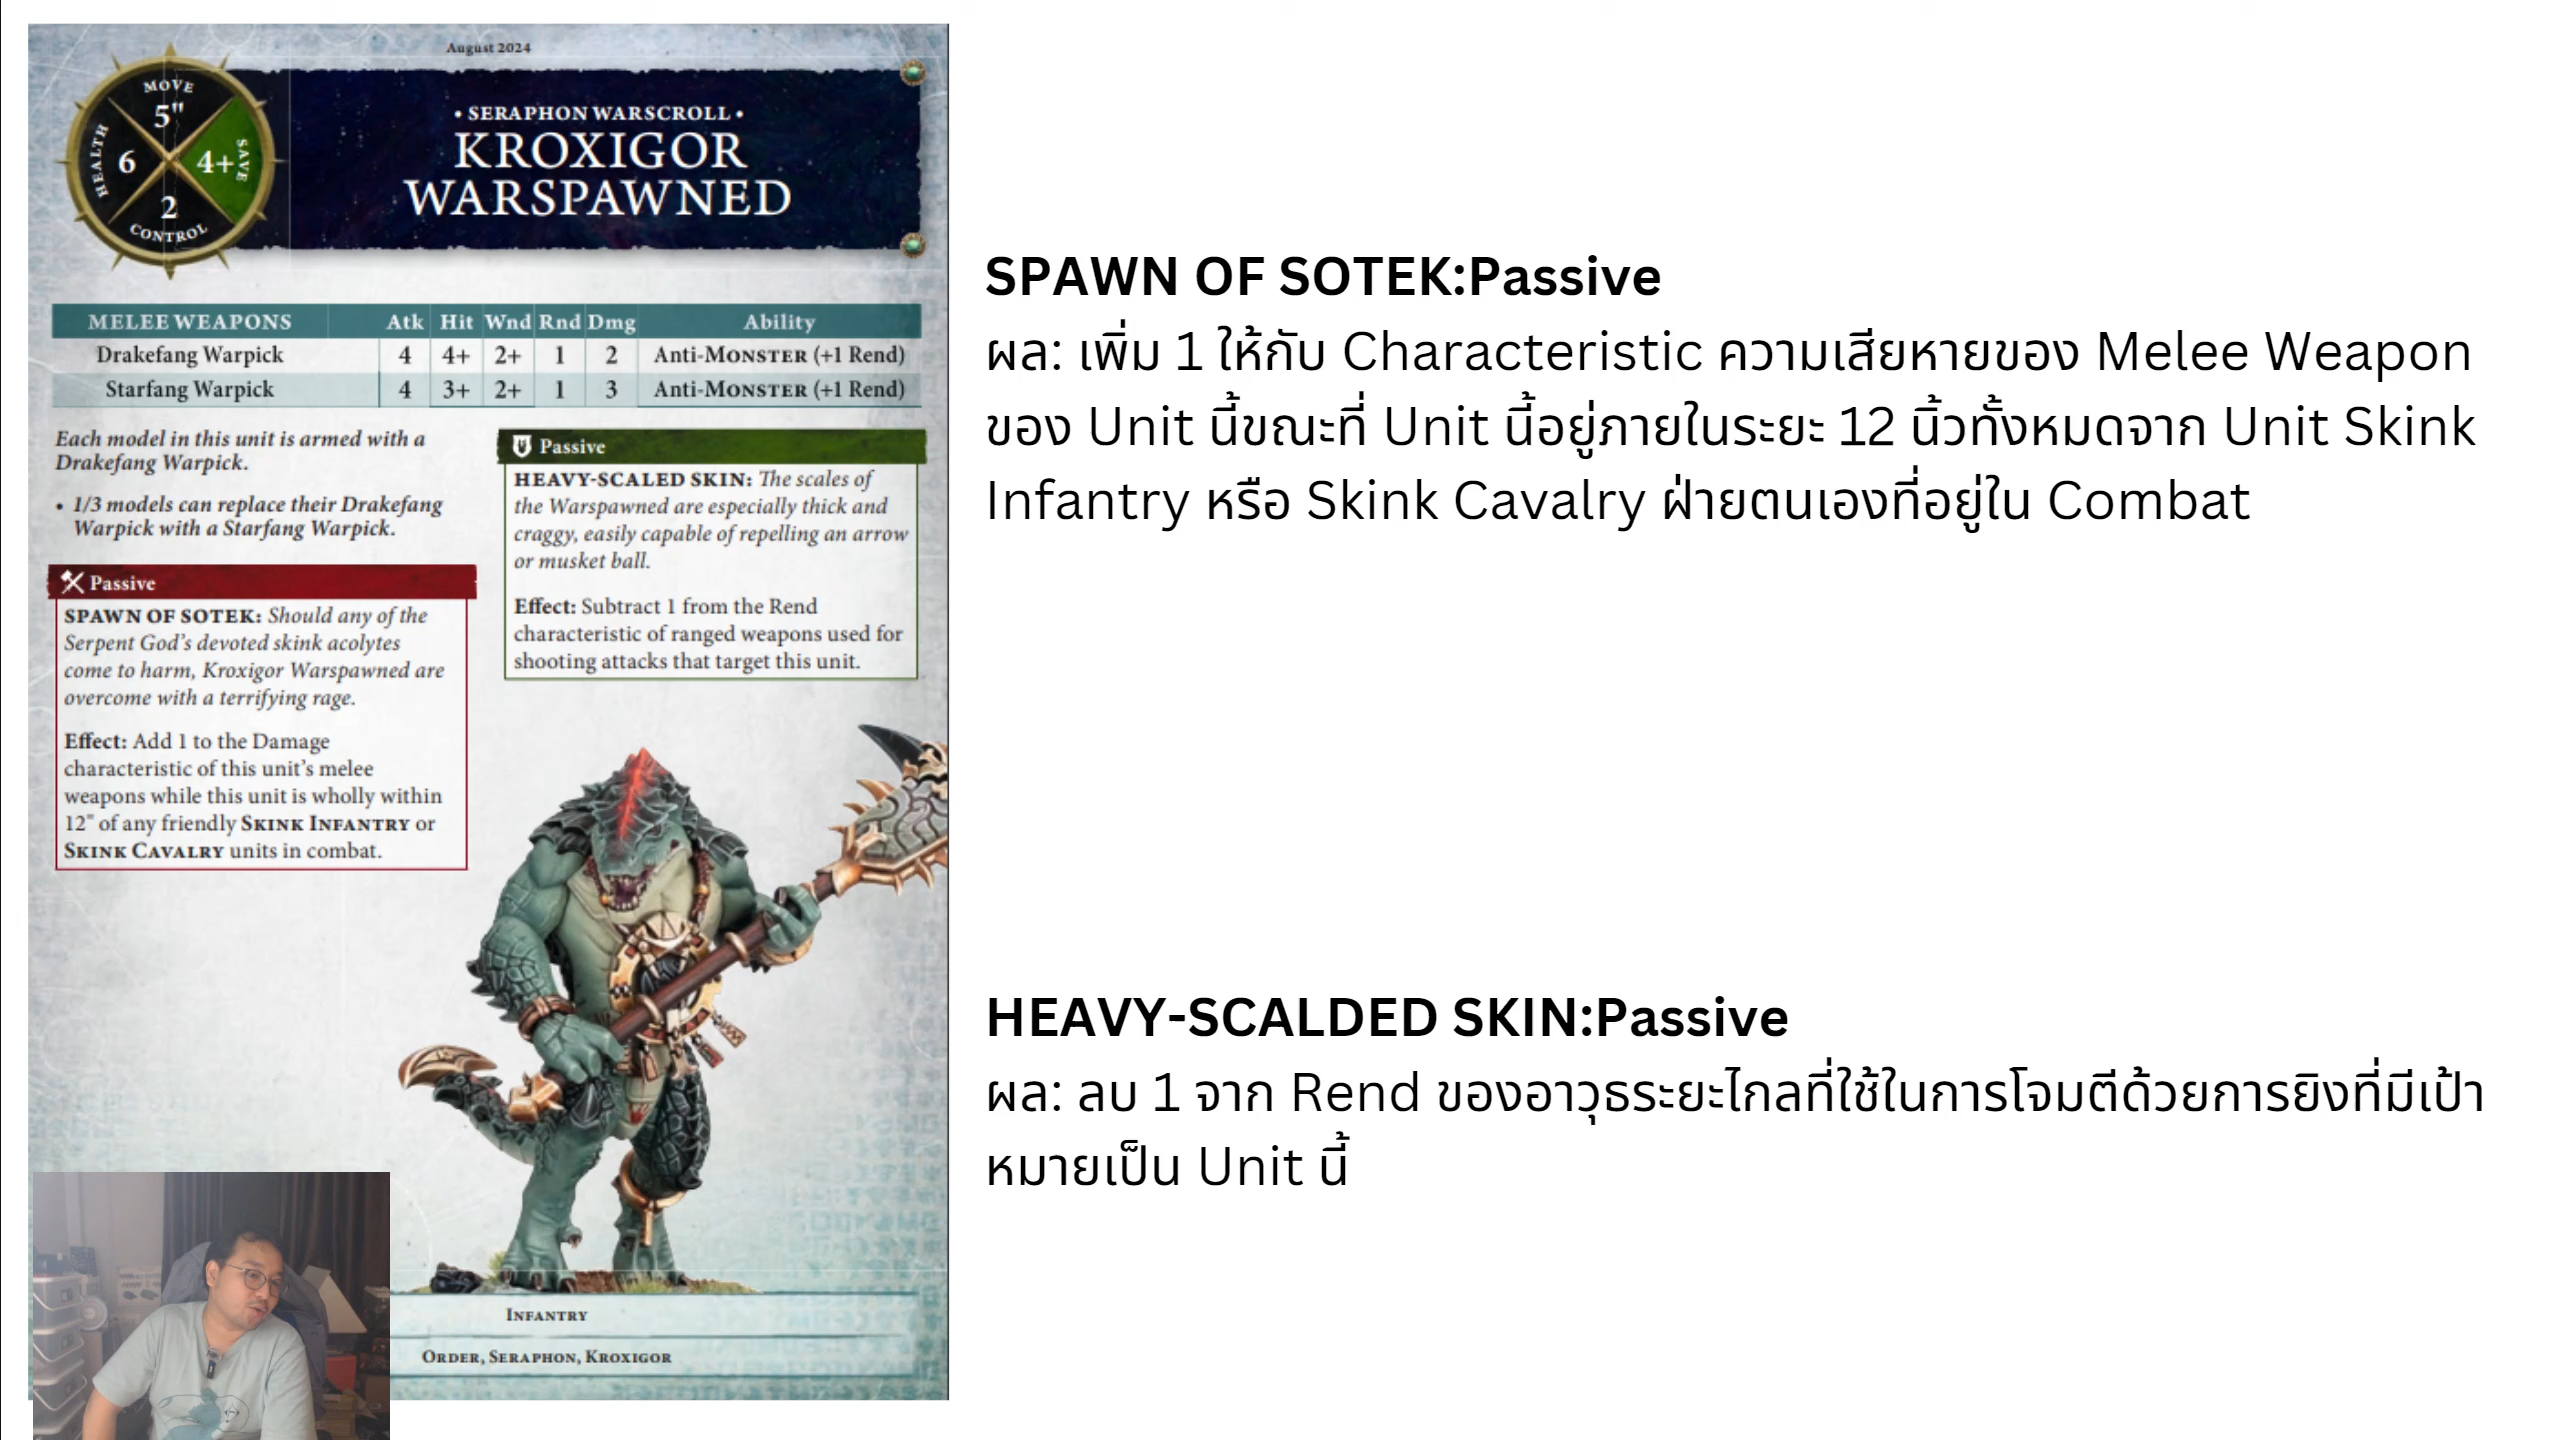 August 2024
MOVE
5"
HEALTH
6
4+
SAVE
2
CONTROL
• SERAPHON WARSCROLL •
KROXIGOR
WARSPAWNED
MELEE WEAPONS Atk Hit Wnd Rnd Dmg Ability
Drakefang Warpick 4 4+ 2+ 1 2 Anti-MONSTER (+1 Rend)
Starfang Warpick 4 3+ 2+ 1 3 Anti-MONSTER (+1 Rend)
Each model in this unit is armed with a
Drakefang Warpick.
• 1/3 models can replace their Drakefang
Warpick with a Starfang Warpick.
Passive
SPAWN OF SOTEK: Should any of the
Serpent God's devoted skink acolytes
come to harm, Kroxigor Warspawned are
overcome with a terrifying rage.
Effect: Add 1 to the Damage
characteristic of this unit's melee
weapons while this unit is wholly within
12" of any friendly SKINK INFANTRY or
SKINK CAVALRY units in combat.
Passive
HEAVY-SCALED SKIN: The scales of
the Warspawned are especially thick and
craggy, easily capable of repelling an arrow
or musket ball.
Effect: Subtract 1 from the Rend
characteristic of ranged weapons used for
shooting attacks that target this unit.
INFANTRY
ORDER, SERAPHON, KROXIGOR
SPAWN OF SOTEK:Passive
ผล: เพิ่ม 1 ให้กับ Characteristic ความเสียหายของ Melee Weapon
ของ Unit นี้ขณะที่ Unit นี้อยู่ภายในระยะ 12 นิ้วทั้งหมดจาก Unit Skink
Infantry หรือ Skink Cavalry ฝ่ายตนเองที่อยู่ใน Combat
HEAVY-SCALDED SKIN:Passive
ผล: ลบ 1 จาก Rend ของอาวุธระยะไกลที่ใช้ในการโจมตีด้วยการยิงที่มีเป้า
หมายเป็น Unit นี้